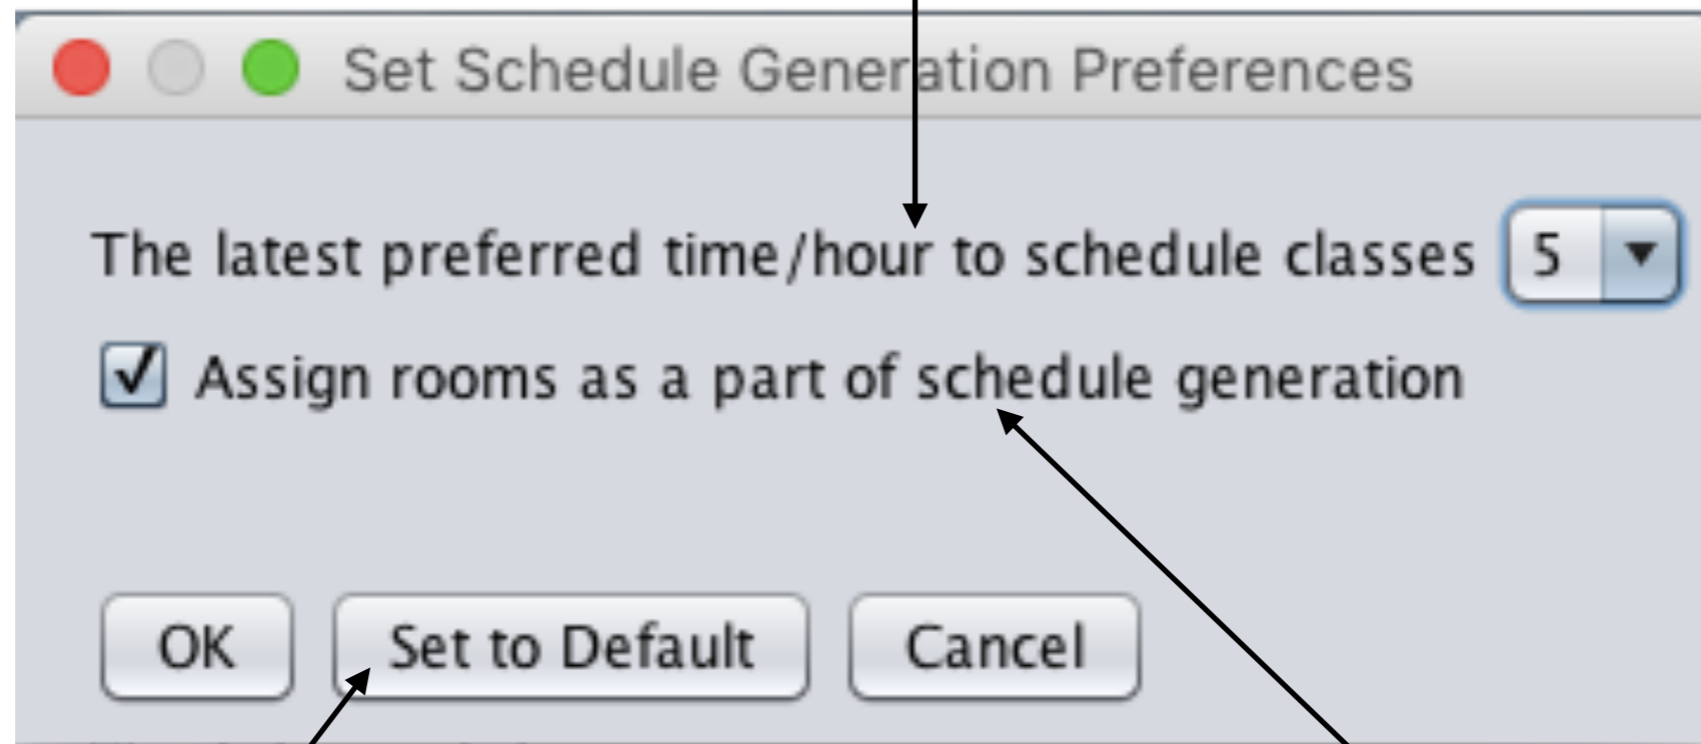 Set Schedule Generation Preferences
The latest preferred time/hour to schedule classes 5
Assign rooms as a part of schedule generation
OK Set to Default Cancel